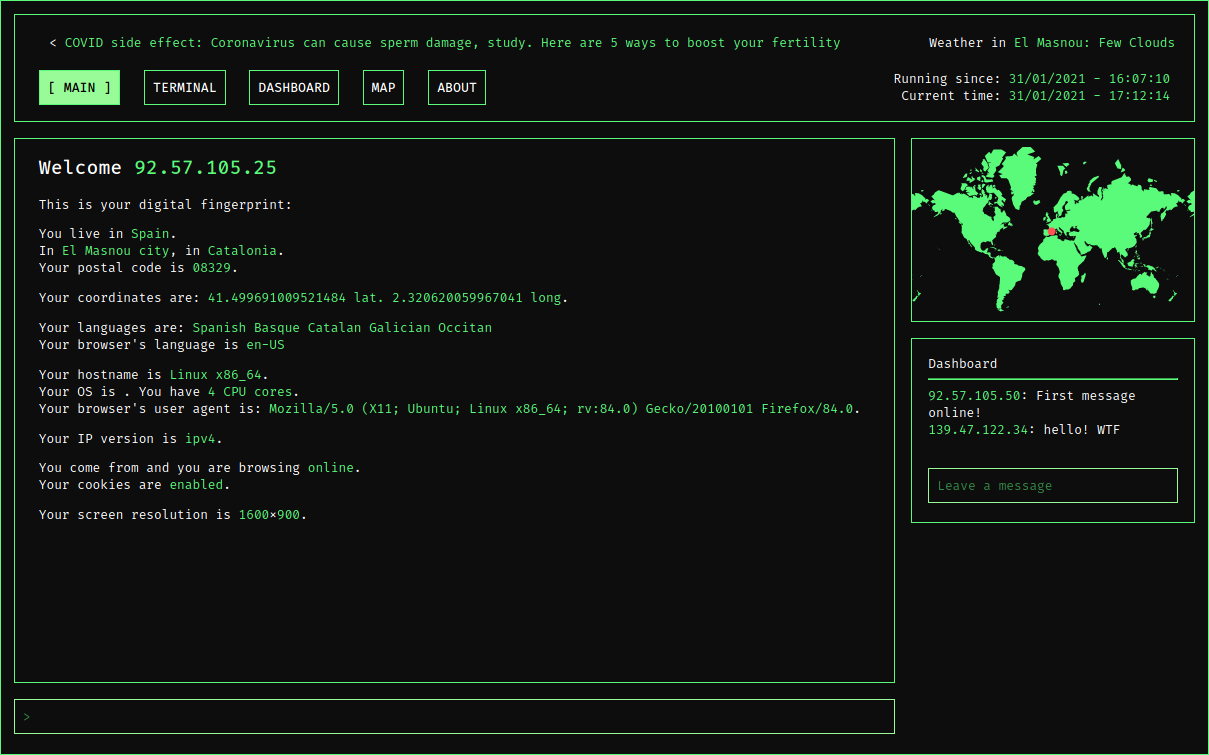 < COVID side effect: Coronavirus can cause sperm damage, study. Here are 5 ways to boost your fertility
Weather in El Masnou: Few Clouds
[ MAIN ]
TERMINAL
DASHBOARD
MAP
ABOUT
Running since: 31/01/2021 - 16:07:10
Current time: 31/01/2021 - 17:12:14
Welcome 92.57.105.25
This is your digital fingerprint:
You live in Spain.
In El Masnou city, in Catalonia.
Your postal code is 08329.
Your coordinates are: 41.499691009521484 lat. 2.320620059967041 long.
Your languages are: Spanish Basque Catalan Galician Occitan
Your browser's language is en-US
Your hostname is Linux x86_64.
Your OS is . You have 4 CPU cores.
Your browser's user agent is: Mozilla/5.0 (X11; Ubuntu; Linux x86_64; rv:84.0) Gecko/20100101 Firefox/84.0.
Your IP version is ipv4.
You come from and you are browsing online.
Your cookies are enabled.
Your screen resolution is 1600×900.
>
Dashboard
92.57.105.50: First message
online!
139.47.122.34: hello! WTF
Leave a message